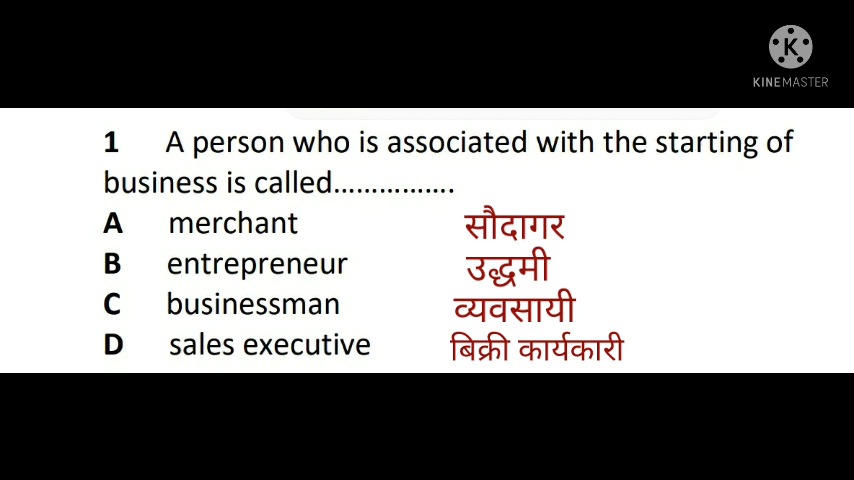 KINEMASTER
1 A person who is associated with the starting of
business is called................
A merchant सौदागर
B entrepreneur उद्धमी
C businessman व्यवसायी
D sales executive बिक्री कार्यकारी